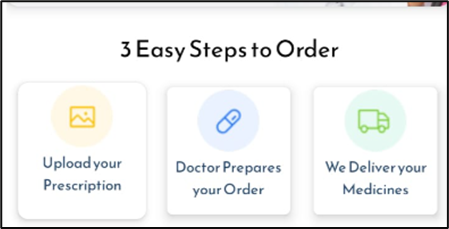 3 Easy Steps to Order
Upload your
Prescription
Doctor Prepares
your Order
We Deliver your
Medicines